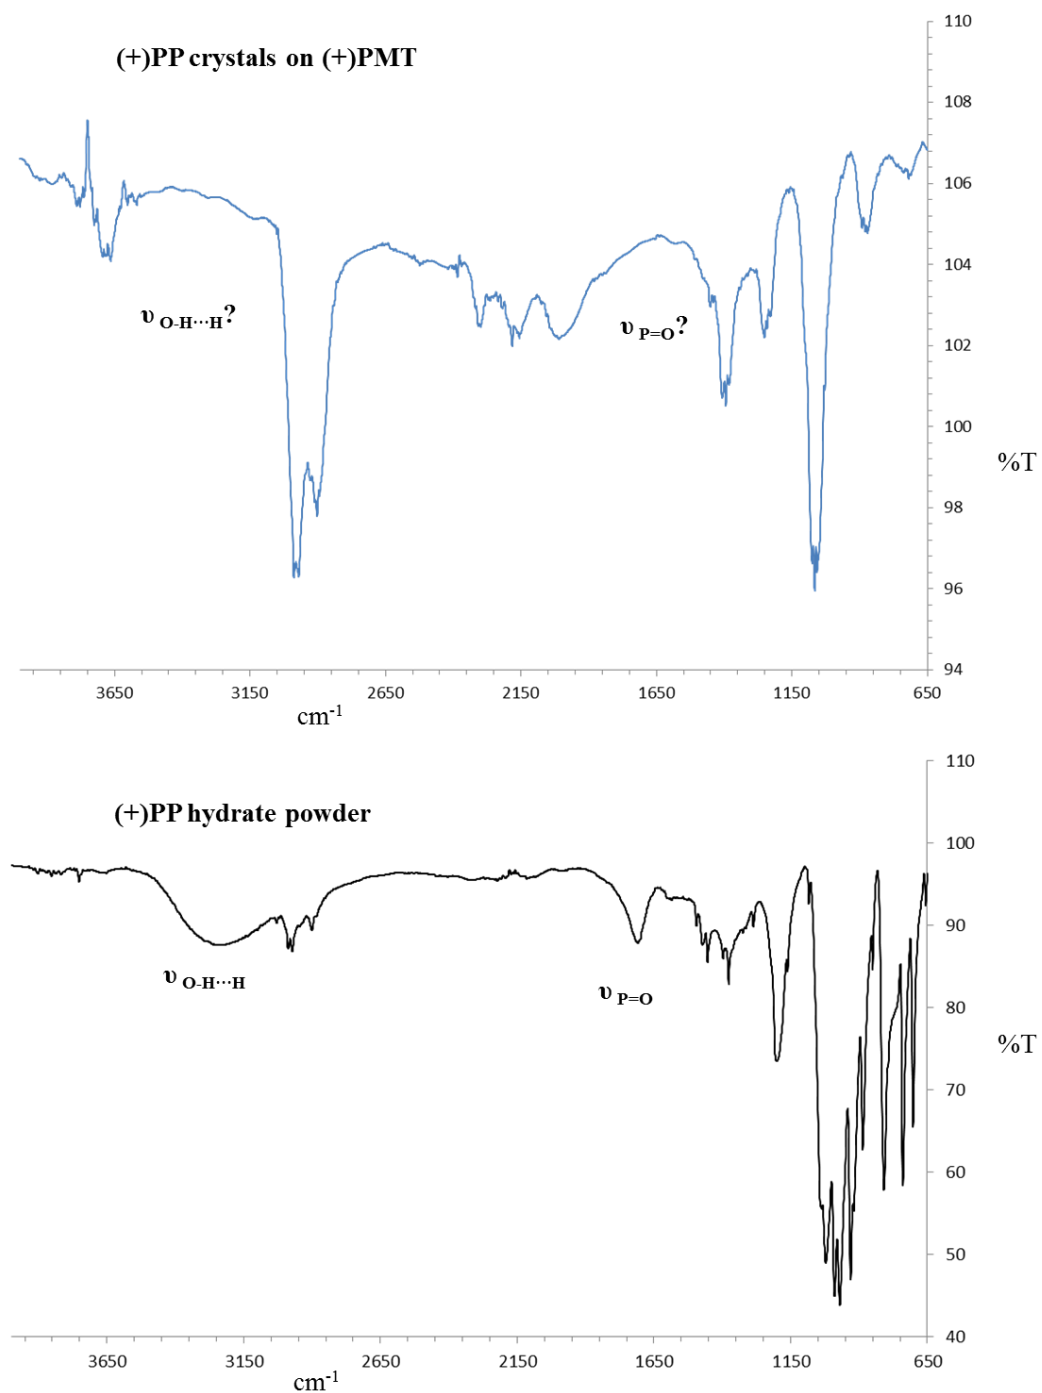 110
(+)PP crystals on (+)PMT
108
106
104
υ O-H···H?
υ P=O?
102
100
%T
98
96
94
3650 3150 2650 2150 1650 1150 650
cm-1
110
(+)PP hydrate powder
100
90
υ O-H···H
υ P=O
80
%T
70
60
50
40
3650 3150 2650 2150 1650 1150 650
cm-1